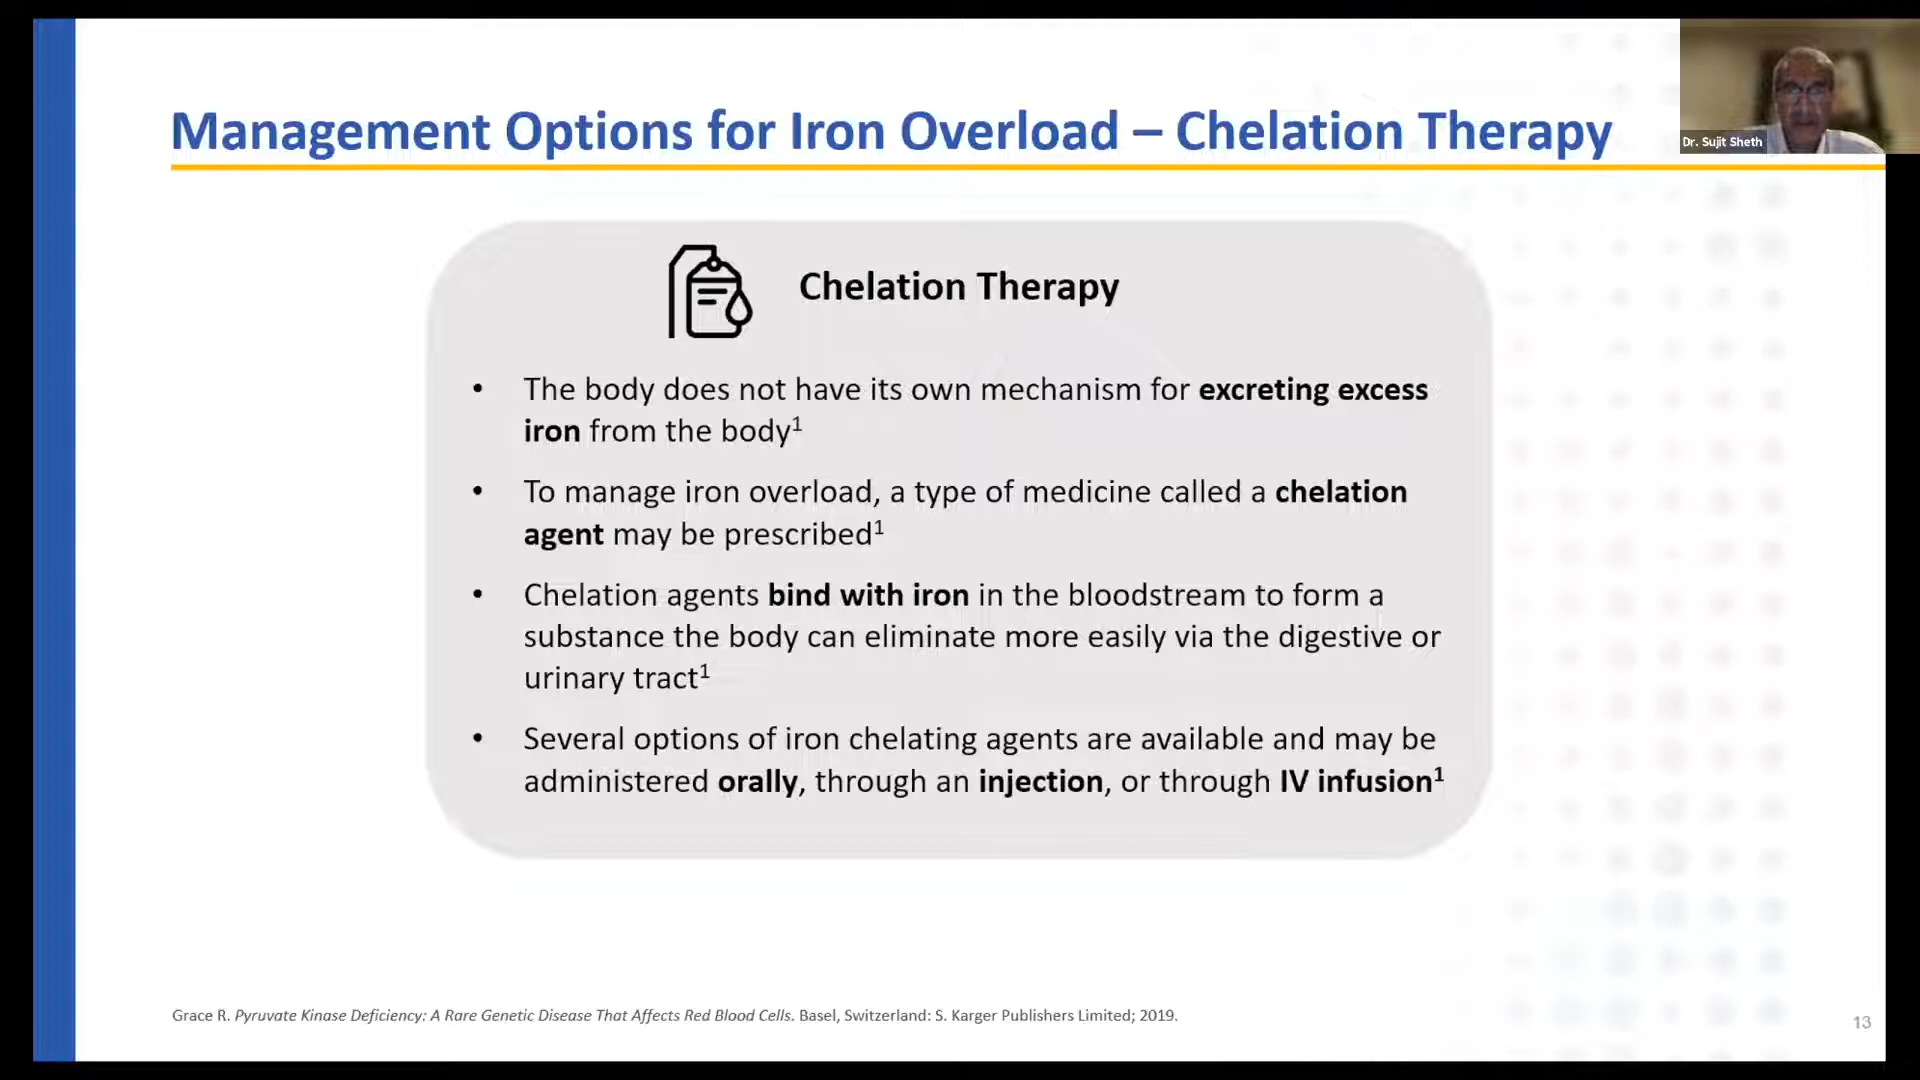 Dr. Sujit Sheth
Management Options for Iron Overload – Chelation Therapy
Chelation Therapy
• The body does not have its own mechanism for excreting excess
iron from the body¹
• To manage iron overload, a type of medicine called a chelation
agent may be prescribed¹
• Chelation agents bind with iron in the bloodstream to form a
substance the body can eliminate more easily via the digestive or
urinary tract¹
• Several options of iron chelating agents are available and may be
administered orally, through an injection, or through IV infusion¹
Grace R. Pyruvate Kinase Deficiency: A Rare Genetic Disease That Affects Red Blood Cells. Basel, Switzerland: S. Karger Publishers Limited; 2019.
13